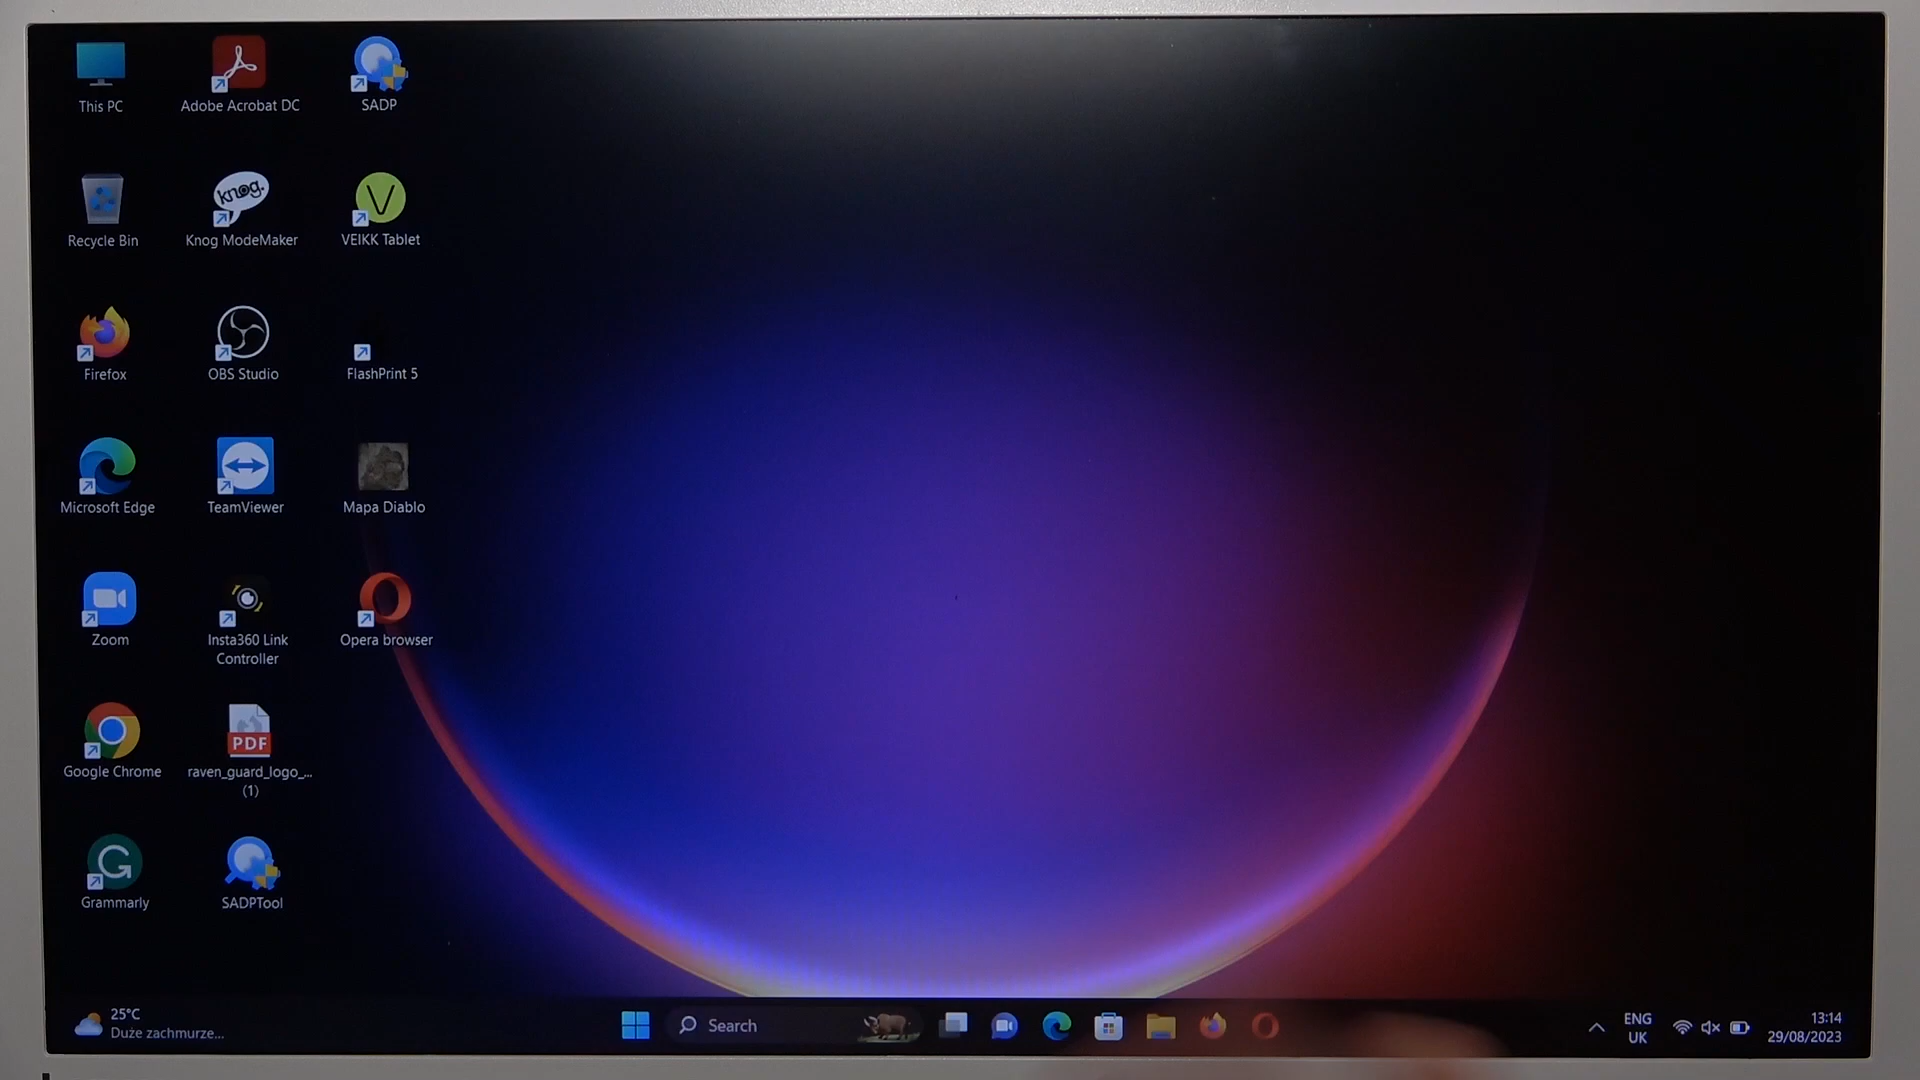 This PC
Adobe Acrobat DC
SADP
Recycle Bin
knog.
Knog ModeMaker
V
VEIKK Tablet
Firefox
OBS Studio
FlashPrint 5
Microsoft Edge
TeamViewer
Mapa Diablo
Zoom
Insta360 Link
Controller
Opera browser
Google Chrome
PDF
raven_guard_logo_...
(1)
G
Grammarly
SADPTool
25°C
Duże zachmurze...
Search
ENG
UK
13:14
29/08/2023